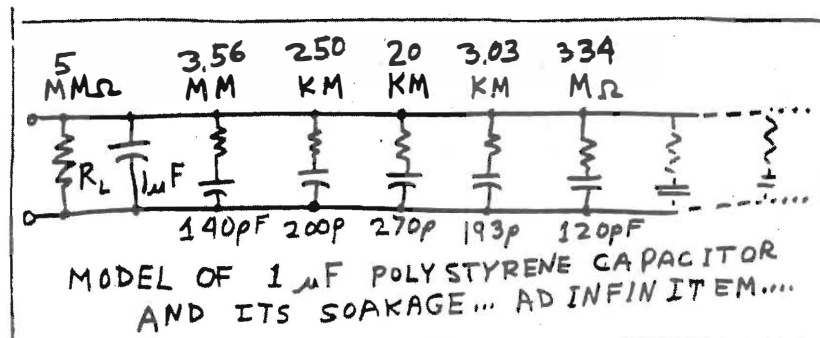 5 3.56 250 20 3.03 334
MMΩ MM KM KM KM MΩ
R_L 1μF
140pF 200p 270p 193p 120pF
MODEL OF 1μF POLYSTYRENE CAPACITOR
AND ITS SOAKAGE... AD INFINITEM....